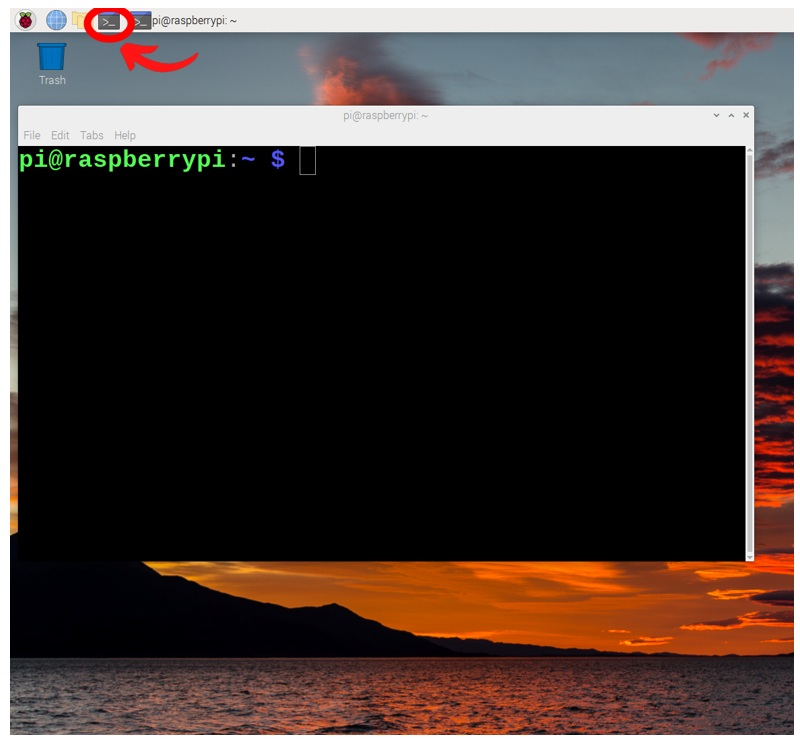 >_ >_ pi@raspberrypi: ~
Trash
pi@raspberrypi: ~
File Edit Tabs Help
pi@raspberrypi:~ $